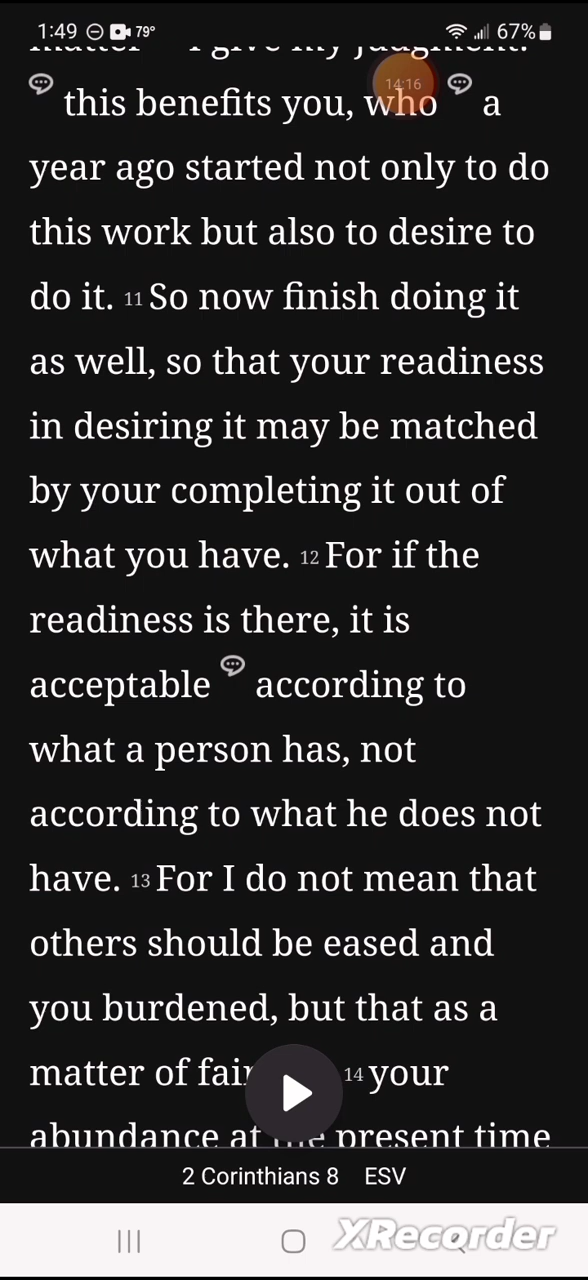 1:49 79° 67%
my judgment:
14:16
this benefits you, who a
year ago started not only to do
this work but also to desire to
do it. 11 So now finish doing it
as well, so that your readiness
in desiring it may be matched
by your completing it out of
what you have. 12 For if the
readiness is there, it is
acceptable according to
what a person has, not
according to what he does not
have. 13 For I do not mean that
others should be eased and
you burdened, but that as a
matter of 14 your
abundance at the present time
2 Corinthians 8 ESV
XRecorder